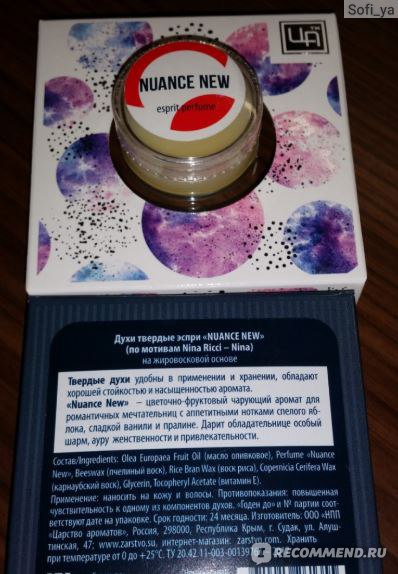 Sofi_ya
ЦА
NUANCE NEW
esprit perfume
Духи твердые эспри «NUANCE NEW»
(по мотивам Nina Ricci – Nina)
на жировосковой основе
Твердые духи удобны в применении и хранении, обладают
хорошей стойкостью и насыщенностью аромата.
«Nuance New» – цветочно-фруктовый чарующий аромат для
романтичных мечтательниц с аппетитными нотками спелого яб-
лока, сладкой ванили и пралине. Дарит обладательнице особый
шарм, ауру женственности и привлекательности.
Состав/Ingredients: Olea Europaea Fruit Oil (масло оливковое), Perfume «Nuance
New», Beeswax (пчелиный воск), Rice Bran Wax (воск риса), Copernicia Cerifera Wax
(карнаубский воск), Glycerin, Tocopheryl Acetate (витамин E).
Применение: наносить на кожу и волосы. Противопоказания: повышенная
чувствительность к одному из компонентов духов. «Годен до» и № партии соот-
ветствуют дате на упаковке. Срок годности: 24 месяца. Изготовитель: ООО «НПП
«Царство ароматов», Россия, 298000, Республика Крым, г. Судак, ул. Алуш-
тинская, 47; www.zarstvo.com, интернет-магазин: zarstvo.com. Хранить
при температуре от 0 до +25°С. ТУ 20.42.11-003-00139
IRECOMMEND.RU